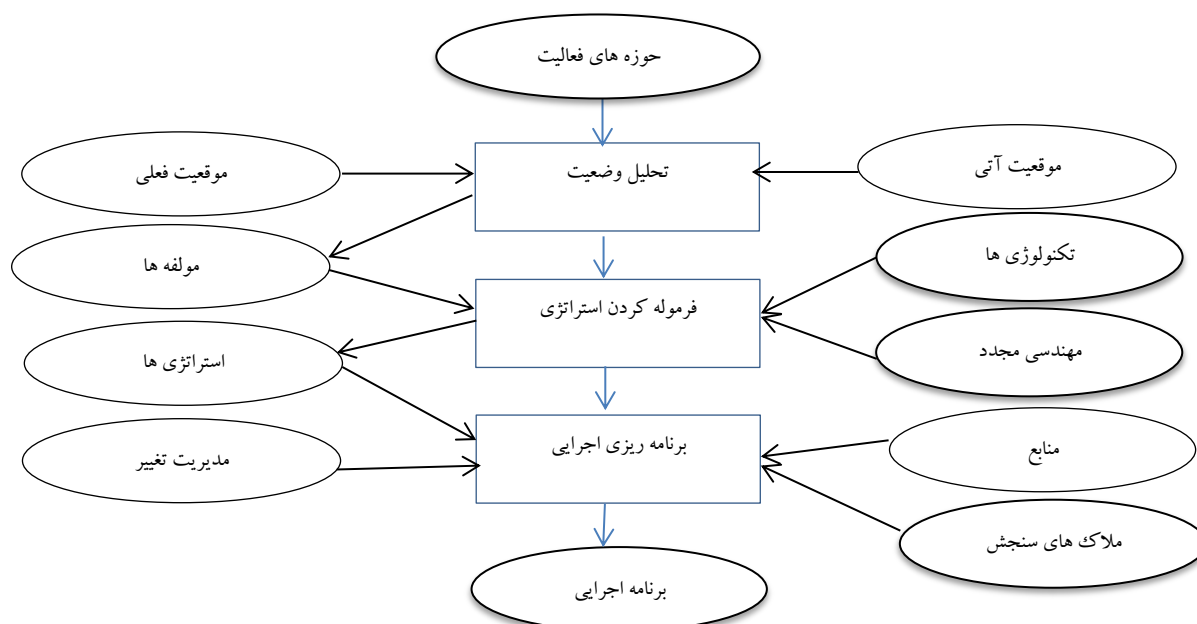 حوزه های فعالیت
موقعیت آتی
تحلیل وضعیت
موقعیت فعلی
تکنولوژی ها
مولفه ها
فرموله کردن استراتژی
مهندسی مجدد
استراتژی ها
منابع
برنامه ریزی اجرایی
مدیریت تغییر
ملاک های سنجش
برنامه اجرایی